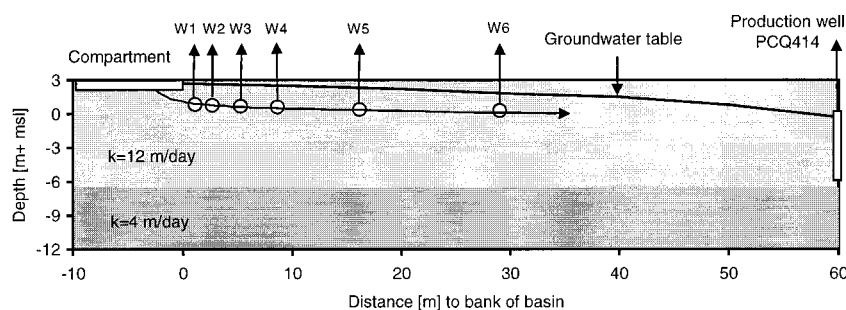 Production well
PCQ414
W1 W2 W3 W4 W5 W6
Groundwater table
Compartment
3
0
-3
-6
-9
-12
Depth [m+ msl]
k=12 m/day
k=4 m/day
-10 0 10 20 30 40 50 60
Distance [m] to bank of basin